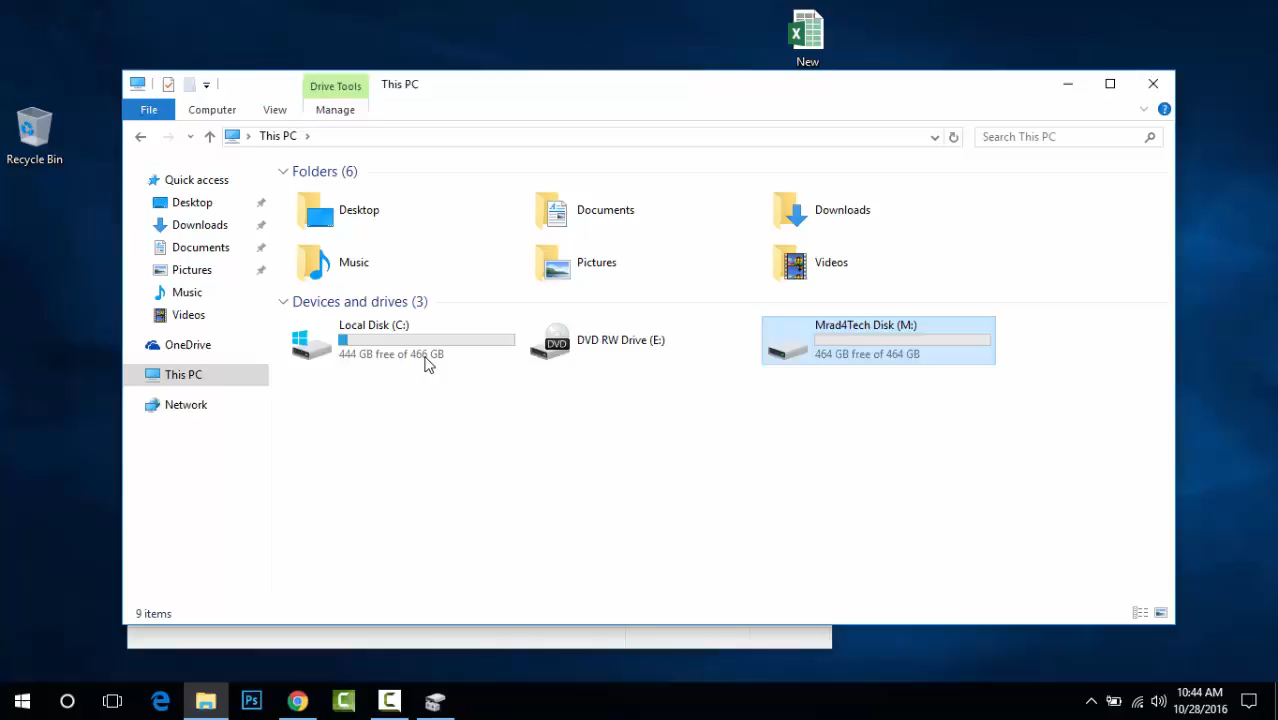 New
Recycle Bin
Drive Tools
This PC
File
Computer
View
Manage
This PC
Search This PC
Quick access
Desktop
Downloads
Documents
Pictures
Music
Videos
OneDrive
This PC
Network
Folders (6)
Desktop
Documents
Downloads
Music
Pictures
Videos
Devices and drives (3)
Local Disk (C:)
444 GB free of 466 GB
DVD
DVD RW Drive (E:)
Mrad4Tech Disk (M:)
464 GB free of 464 GB
9 items
Ps
10:44 AM
10/28/2016